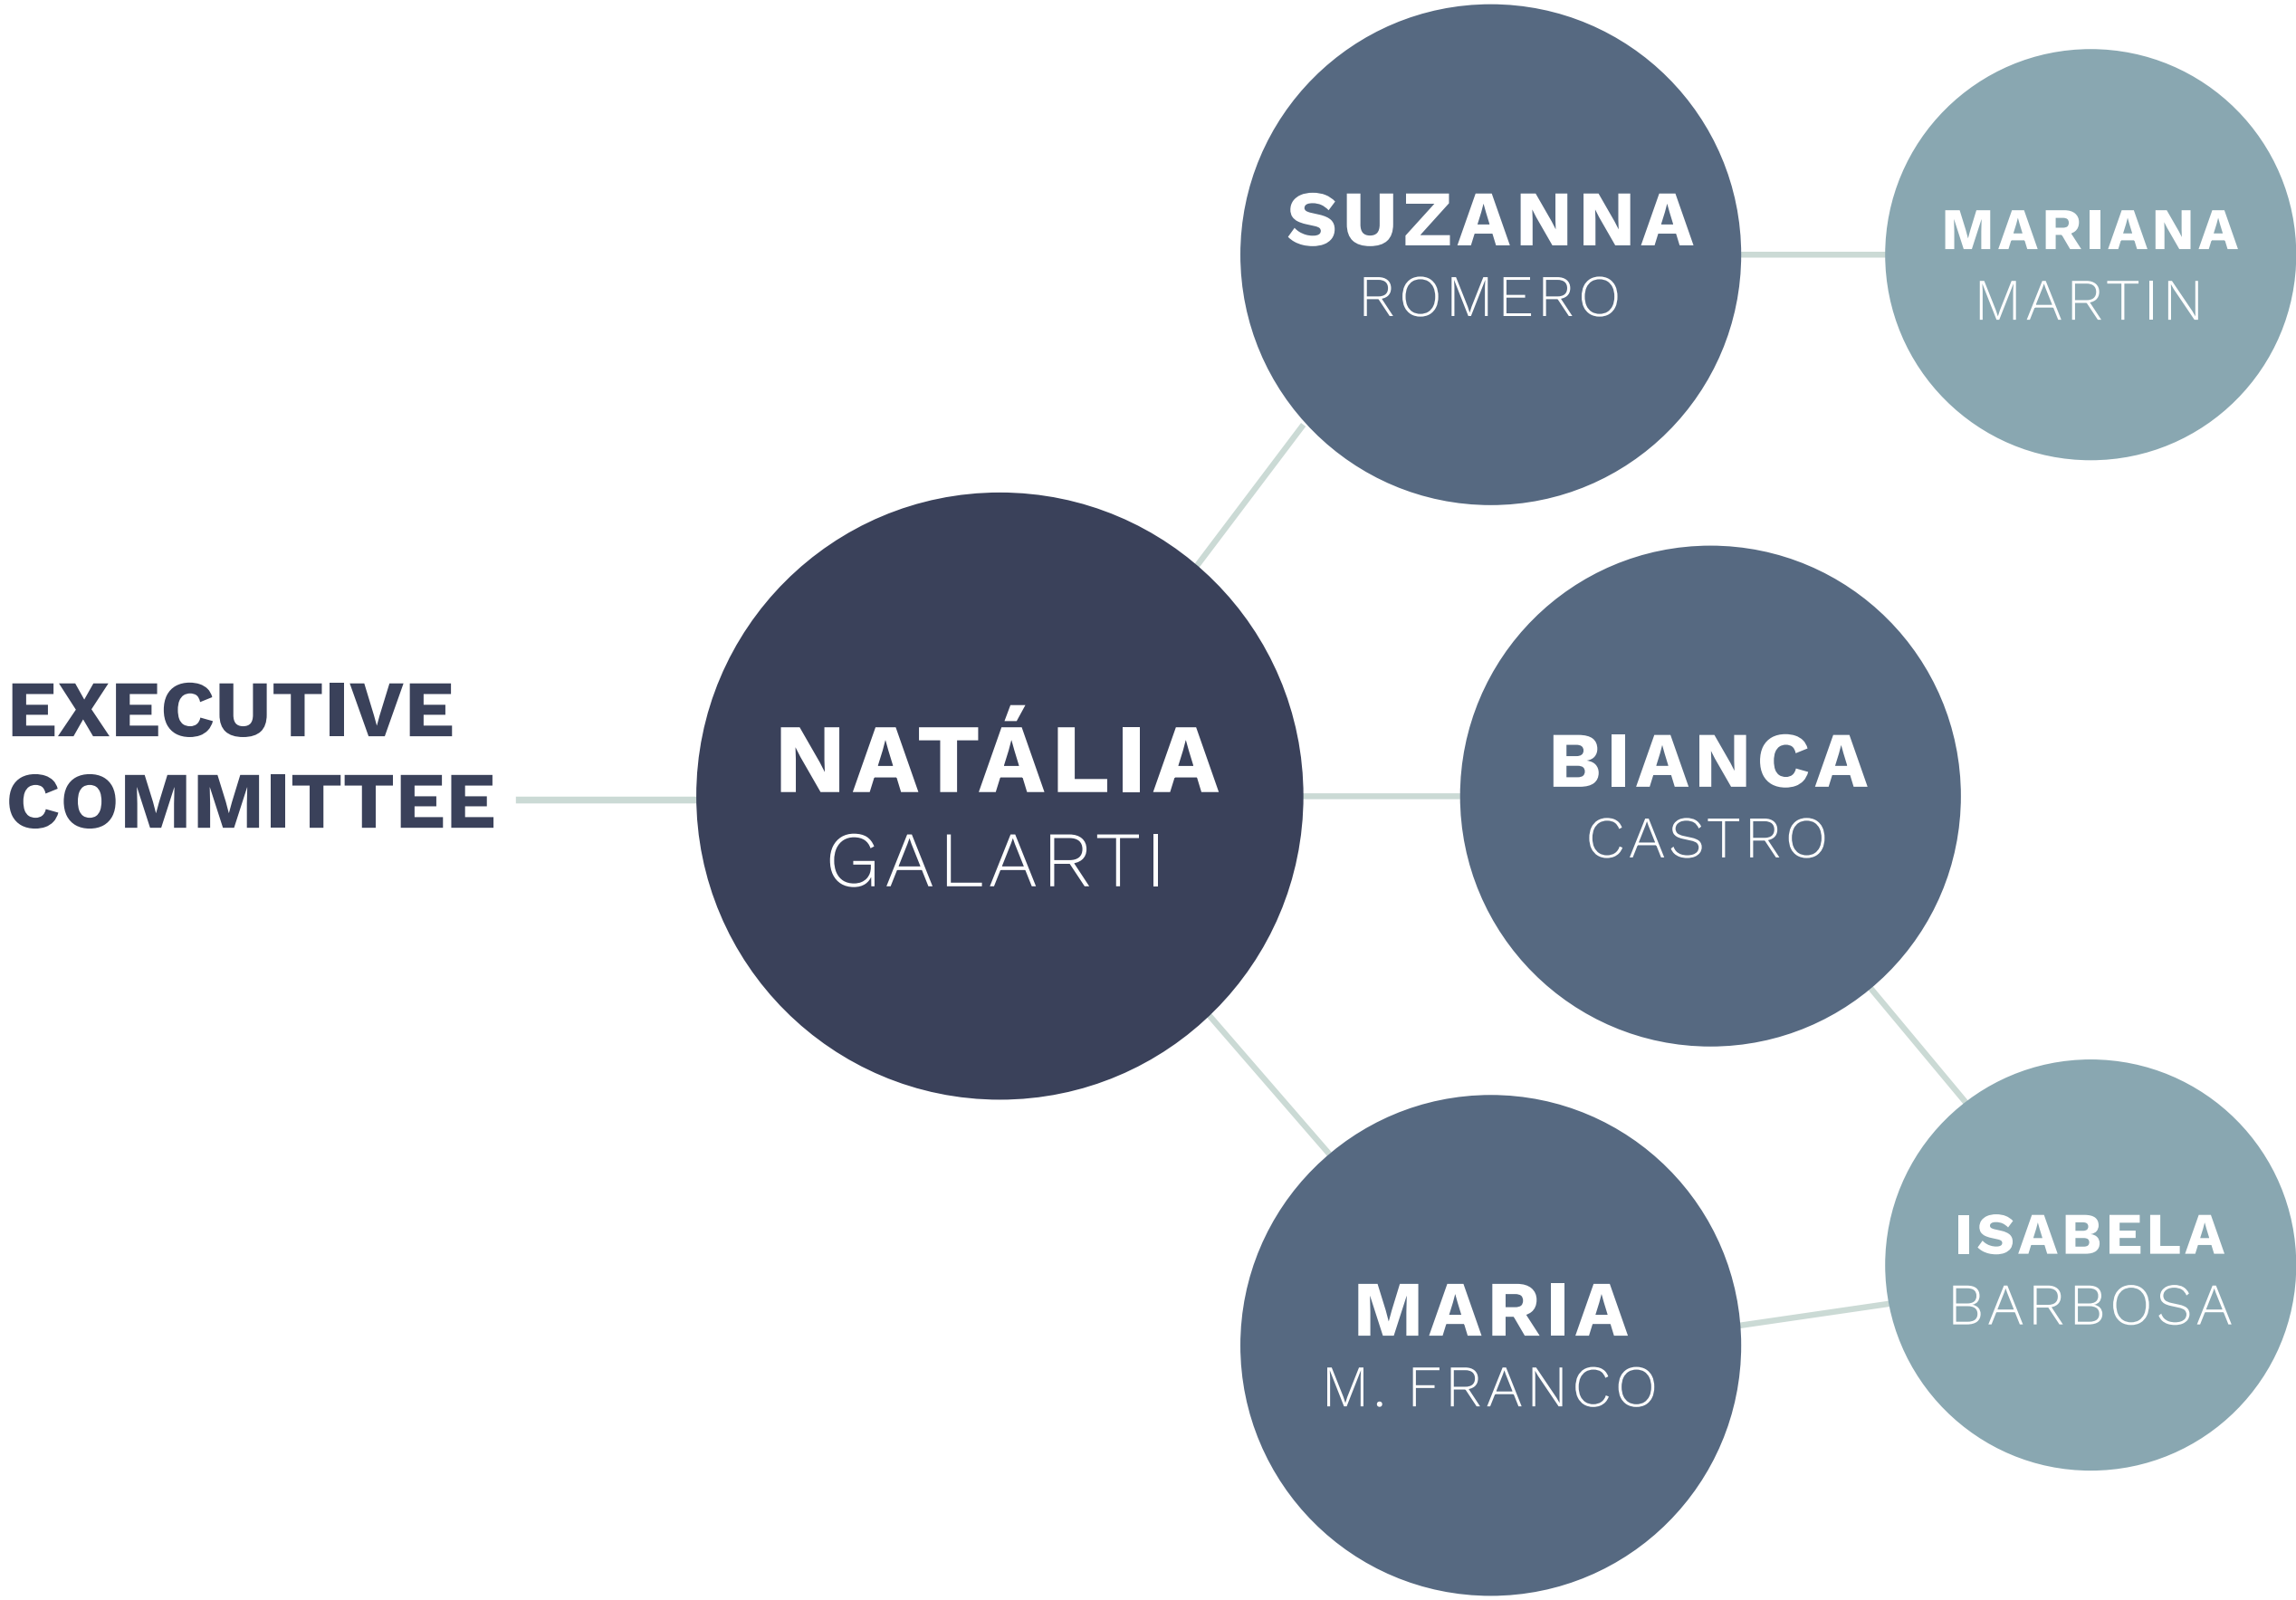 EXECUTIVE
COMMITTEE
NATÁLIA
GALARTI
SUZANNA
ROMERO
MARIANA
MARTIN
BIANCA
CASTRO
MARIA
M. FRANCO
ISABELA
BARBOSA